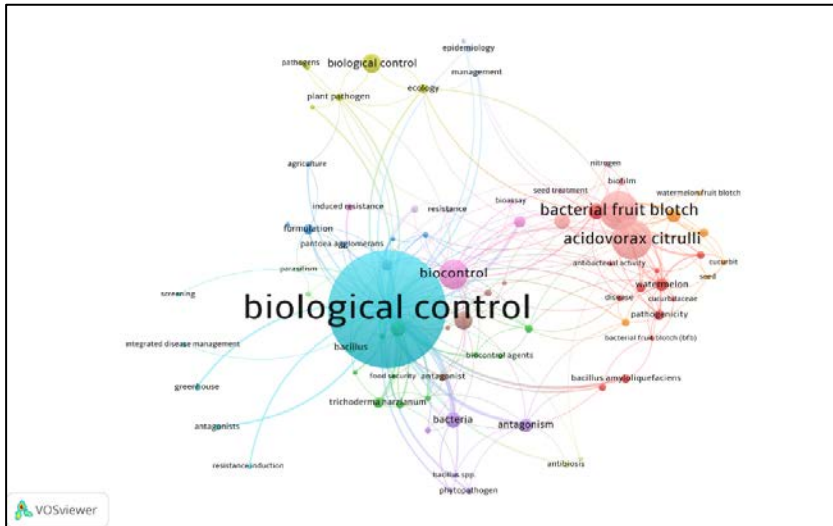 epidemiology
pathogens
biological control
management
ecology
plant pathogen
agriculture
nitrogen
biofilm
seed treatment
watermelon fruit blotch
induced resistance
resistance
bioassay
bacterial fruit blotch
formulation
pantoea agglomerans
acidovorax citrulli
antibacterial activity
cucurbit
parasitism
biocontrol
seed
watermelon
screening
disease
cucurbitaceae
biological control
pathogenicity
integrated disease management
bacillus
bacterial fruit blotch (bfb)
biocontrol agents
food security
antagonist
bacillus amyloliquefaciens
greenhouse
trichoderma harzianum
bacteria
antagonism
antagonists
resistance induction
antibiosis
bacillus spp.
phytopathogen
VOSviewer